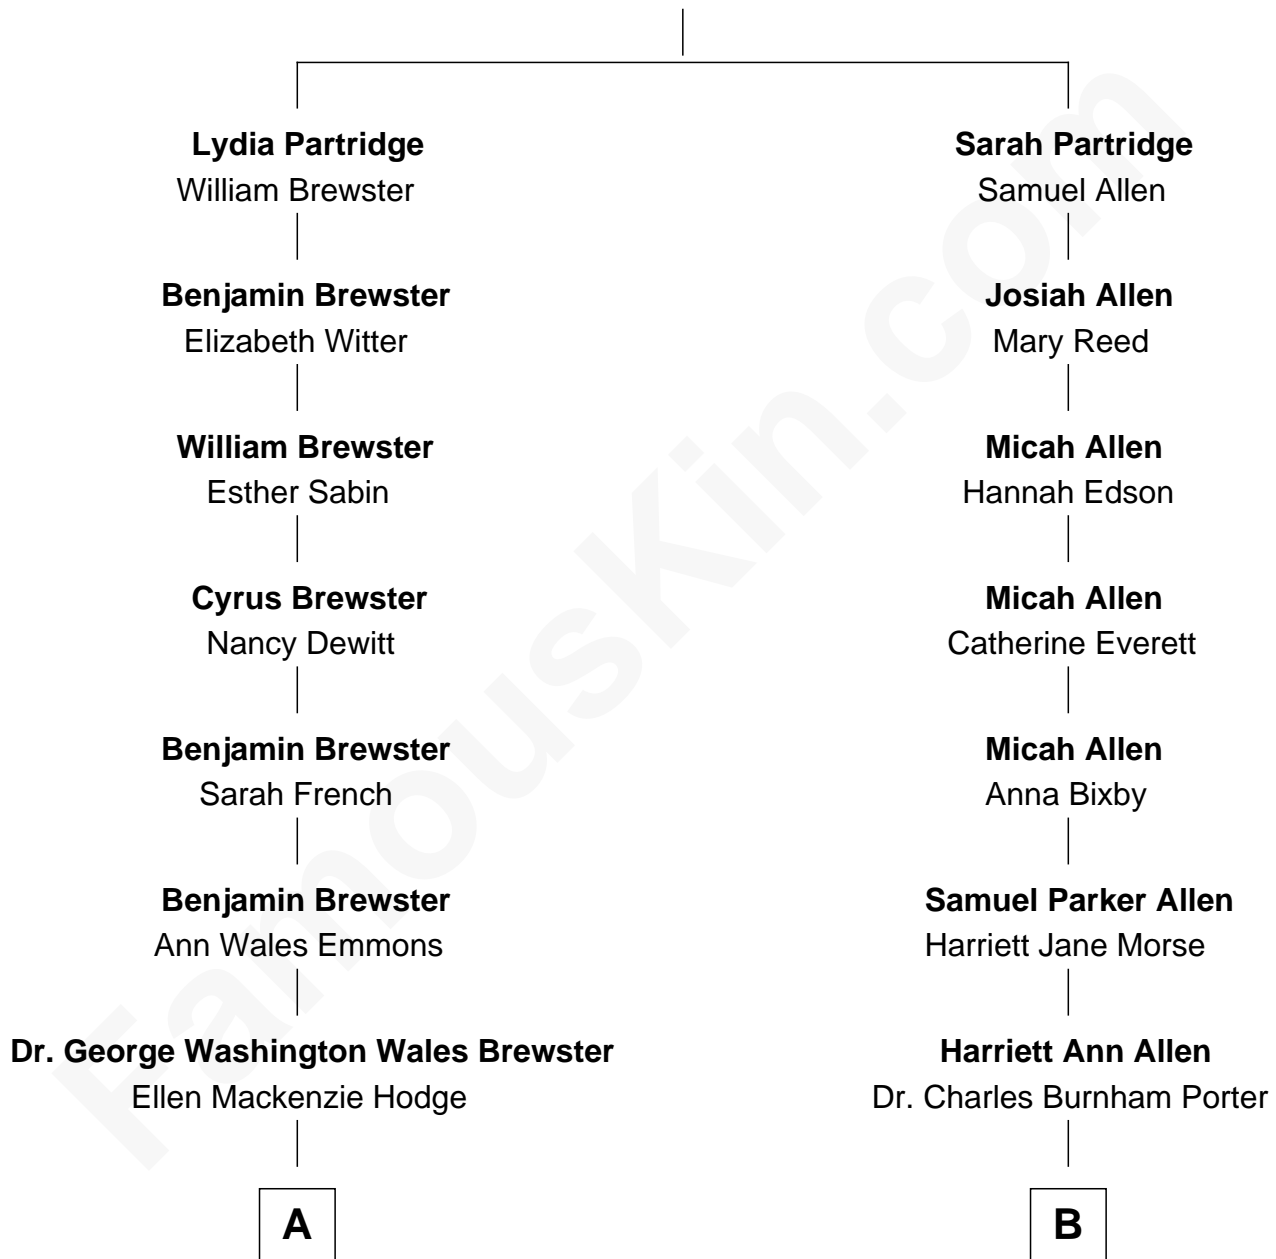 Lydia Partridge
William Brewster
Benjamin Brewster
Elizabeth Witter
William Brewster
Esther Sabin
Cyrus Brewster
Nancy Dewitt
Benjamin Brewster
Sarah French
Benjamin Brewster
Ann Wales Emmons
Dr. George Washington Wales Brewster
Ellen Mackenzie Hodge
A
Sarah Partridge
Samuel Allen
Josiah Allen
Mary Reed
Micah Allen
Hannah Edson
Micah Allen
Catherine Everett
Micah Allen
Anna Bixby
Samuel Parker Allen
Harriett Jane Morse
Harriett Ann Allen
Dr. Charles Burnham Porter
B
FamousKin.com